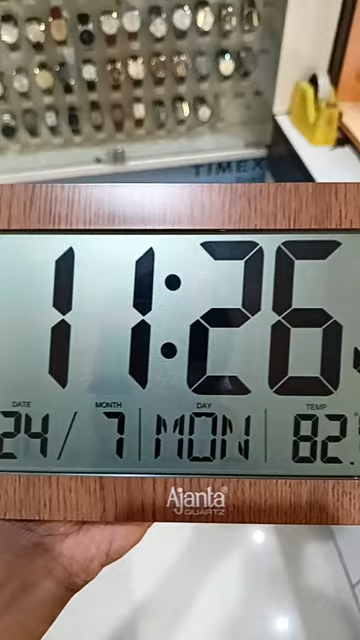 TIMEX
11:26
DATE MONTH DAY TEMP
24/ 7 MON 82.
Ajanta
QUARTZ